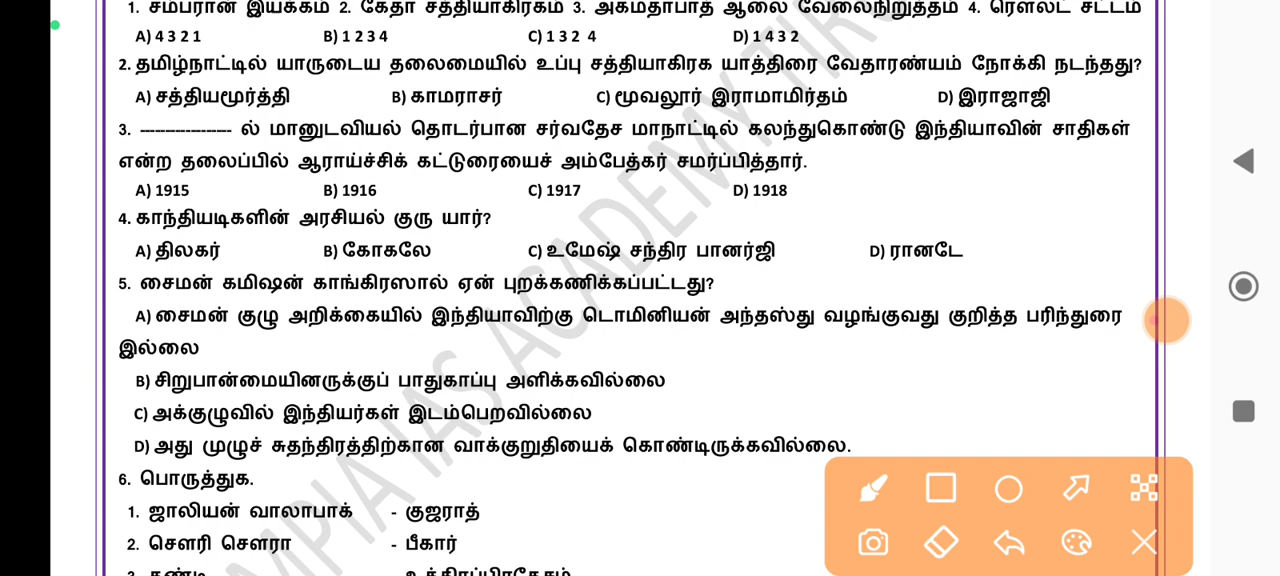 1. சம்பரான் இயக்கம் 2. கேதா சத்தியாகிரகம் 3. அகமதாபாத் ஆலை வேலைநிறுத்தம் 4. ரௌலட் சட்டம்
A) 4 3 2 1 B) 1 2 3 4 C) 1 3 2 4 D) 1 4 3 2
2. தமிழ்நாட்டில் யாருடைய தலைமையில் உப்பு சத்தியாகிரக யாத்திரை வேதாரண்யம் நோக்கி நடந்தது?
A) சத்தியமூர்த்தி B) காமராசர் C) மூவலூர் இராமாமிர்தம் D) இராஜாஜி
3. ------------------ ல் மானுடவியல் தொடர்பான சர்வதேச மாநாட்டில் கலந்துகொண்டு இந்தியாவின் சாதிகள்
என்ற தலைப்பில் ஆராய்ச்சிக் கட்டுரையைச் அம்பேத்கர் சமர்ப்பித்தார்.
A) 1915 B) 1916 C) 1917 D) 1918
4. காந்தியடிகளின் அரசியல் குரு யார்?
A) திலகர் B) கோகலே C) உமேஷ் சந்திர பானர்ஜி D) ரானடே
5. சைமன் கமிஷன் காங்கிரஸால் ஏன் புறக்கணிக்கப்பட்டது?
A) சைமன் குழு அறிக்கையில் இந்தியாவிற்கு டொமினியன் அந்தஸ்து வழங்குவது குறித்த பரிந்துரை
இல்லை
B) சிறுபான்மையினருக்குப் பாதுகாப்பு அளிக்கவில்லை
C) அக்குழுவில் இந்தியர்கள் இடம்பெறவில்லை
D) அது முழுச் சுதந்திரத்திற்கான வாக்குறுதியைக் கொண்டிருக்கவில்லை.
6. பொருத்துக.
1. ஜாலியன் வாலாபாக் - குஜராத்
2. சௌரி சௌரா - பீகார்